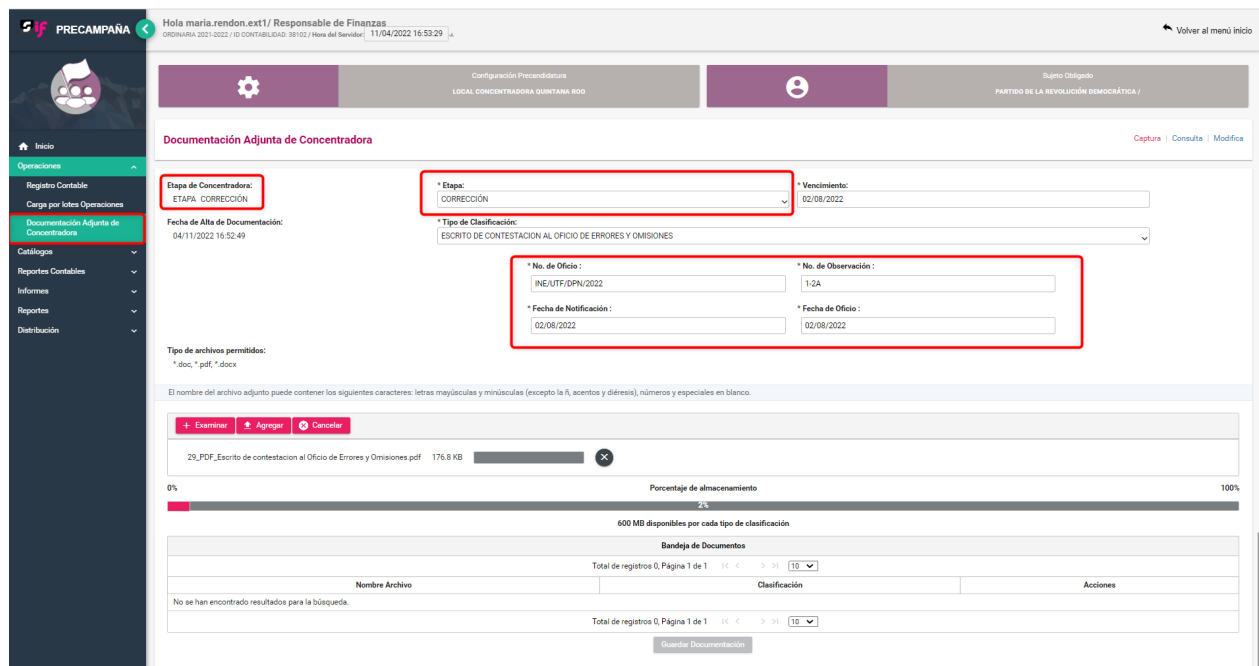 Sif PRECAMPAÑA
Hola maria.rendon.ext1/ Responsable de Finanzas
ORDINARIA 2021-2022 / ID CONTABILIDAD: 38102 / Hora del Servidor: 11/04/2022 16:53:29
Volver al menú inicio
Configuración Precandidatura
LOCAL CONCENTRADORA QUINTANA ROO
Sujeto Obligado
PARTIDO DE LA REVOLUCIÓN DEMOCRÁTICA /
Inicio
Operaciones
Registro Contable
Carga por lotes Operaciones
Documentación Adjunta de
Concentradora
Catálogos
Reportes Contables
Informes
Reportes
Distribución
Documentación Adjunta de Concentradora
Captura | Consulta | Modifica
Etapa de Concentradora:
ETAPA CORRECCIÓN
* Etapa:
CORRECCIÓN
* Vencimiento:
02/08/2022
Fecha de Alta de Documentación:
04/11/2022 16:52:49
* Tipo de Clasificación:
ESCRITO DE CONTESTACION AL OFICIO DE ERRORES Y OMISIONES
* No. de Oficio :
INE/UTF/DPN/2022
* No. de Observación :
1-2A
* Fecha de Notificación :
02/08/2022
* Fecha de Oficio :
02/08/2022
Tipo de archivos permitidos:
*.doc, *.pdf, *.docx
El nombre del archivo adjunto puede contener los siguientes caracteres: letras mayúsculas y minúsculas (excepto la ñ, acentos y diéresis), números y especiales en blanco.
+ Examinar
Agregar
Cancelar
29_PDF_Escrito de contestacion al Oficio de Errores y Omisiones.pdf 176.8 KB
0% Porcentaje de almacenamiento 100%
2%
600 MB disponibles por cada tipo de clasificación
Bandeja de Documentos
Total de registros 0, Página 1 de 1 10
Nombre Archivo Clasificación Acciones
No se han encontrado resultados para la búsqueda.
Total de registros 0, Página 1 de 1 10
Guardar Documentación